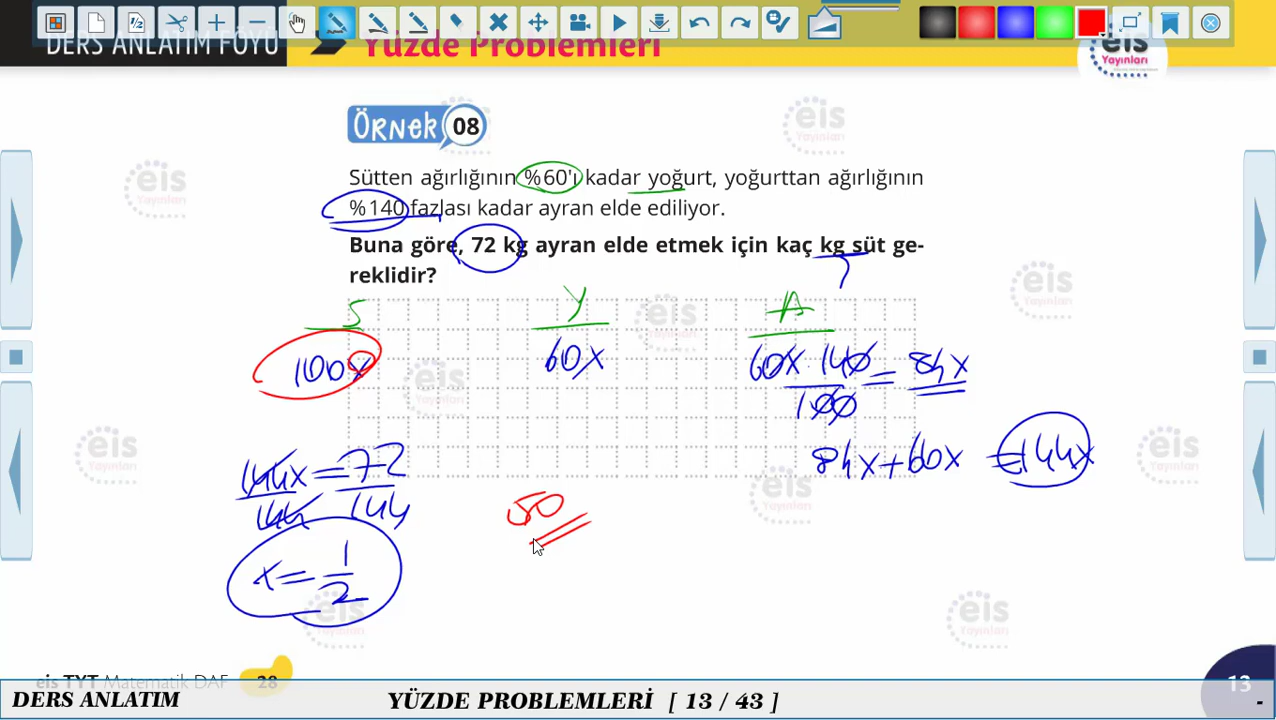 DERS ANLATIM FÖYÜ
Yüzde Problemleri
eis
Yayınları
ÖRNEK 08
Sütten ağırlığının %60'ı kadar yoğurt, yoğurttan ağırlığının
%140 fazlası kadar ayran elde ediliyor.
Buna göre, 72 kg ayran elde etmek için kaç kg süt ge-
reklidir?
S Y A
100x 60x 60x . 140 / 100 = 84x
84x + 60x = 144x
144x / 144 = 72 / 144
50
x = 1/2
eis TYT Matematik DAF 28
13
DERS ANLATIM YÜZDE PROBLEMLERİ [ 13 / 43 ] -